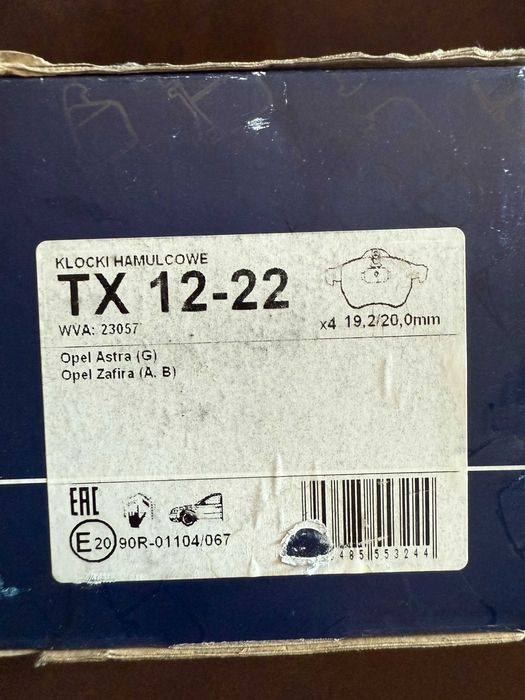 KLOCKI HAMULCOWE
TX 12-22
WVA: 23057
x4 19,2/20,0mm
Opel Astra (G)
Opel Zafira (A, B)
EAC
E 20 90R-01104/067
485 553244